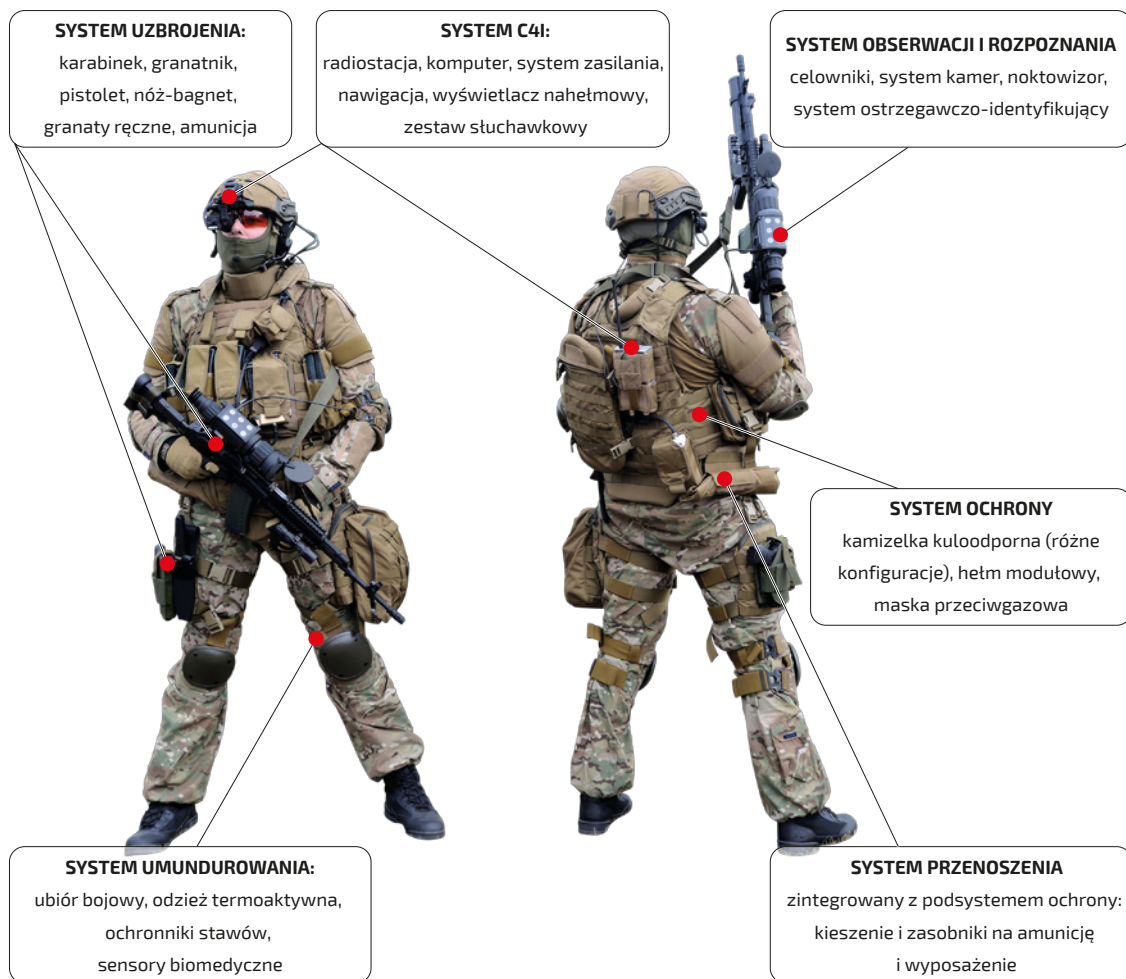 SYSTEM UZBROJENIA:
karabinek, granatnik,
pistolet, nóż-bagnet,
granaty ręczne, amunicja
SYSTEM C4I:
radiostacja, komputer, system zasilania,
nawigacja, wyświetlacz nahełmowy,
zestaw słuchawkowy
SYSTEM OBSERWACJI I ROZPOZNANIA
celowniki, system kamer, noktowizor,
system ostrzegawczo-identyfikujący
SYSTEM OCHRONY
kamizelka kuloodporna (różne
konfiguracje), hełm modułowy,
maska przeciwgazowa
SYSTEM UMUNDUROWANIA:
ubiór bojowy, odzież termoaktywna,
ochronniki stawów,
sensory biomedyczne
SYSTEM PRZENOSZENIA
zintegrowany z podsystemem ochrony:
kieszenie i zasobniki na amunicję
i wyposażenie